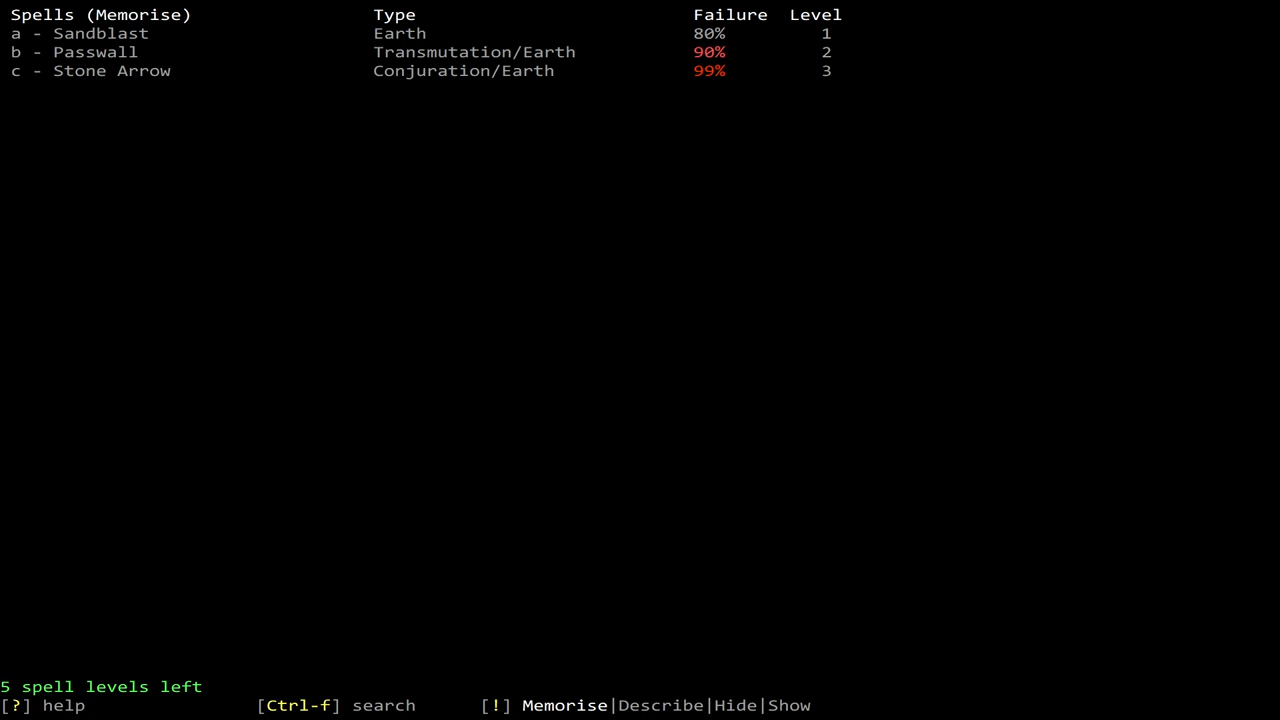 Spells (Memorise) Type Failure Level
a - Sandblast Earth 80% 1
b - Passwall Transmutation/Earth 90% 2
c - Stone Arrow Conjuration/Earth 99% 3
5 spell levels left
[?] help [Ctrl-f] search [!] Memorise|Describe|Hide|Show